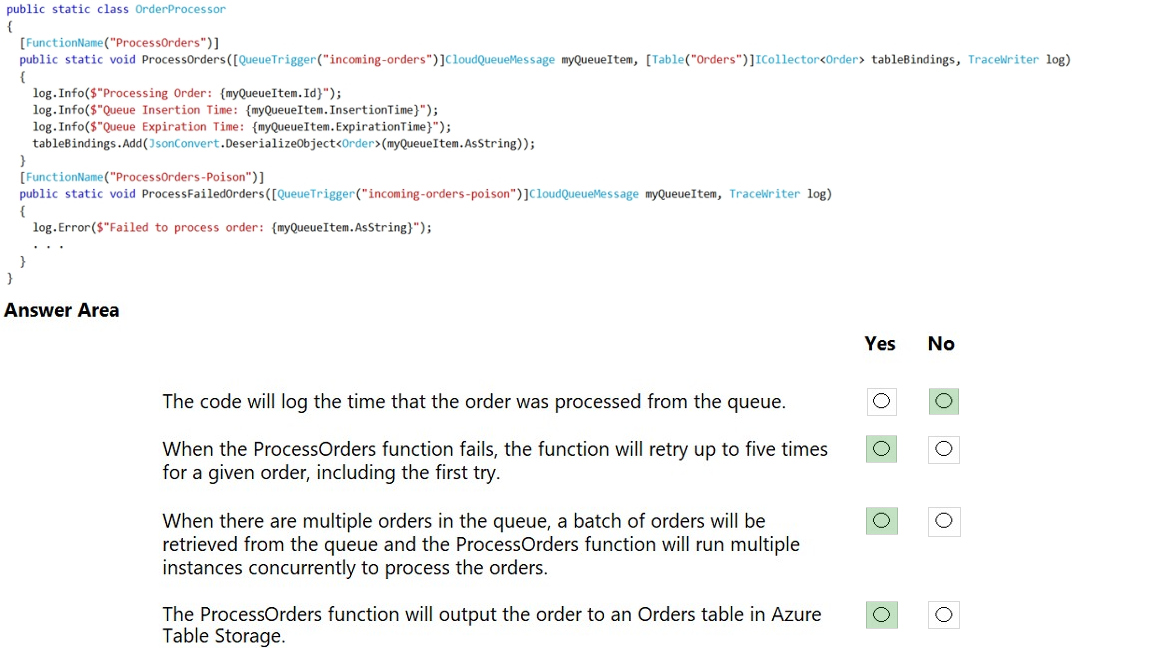 public static class OrderProcessor
{
[FunctionName("ProcessOrders")]
public static void ProcessOrders([QueueTrigger("incoming-orders")]CloudQueueMessage myQueueItem, [Table("Orders")]ICollector<Order> tableBindings, TraceWriter log)
{
log.Info($"Processing Order: {myQueueItem.Id}");
log.Info($"Queue Insertion Time: {myQueueItem.InsertionTime}");
log.Info($"Queue Expiration Time: {myQueueItem.ExpirationTime}");
tableBindings.Add(JsonConvert.DeserializeObject<Order>(myQueueItem.AsString));
}
[FunctionName("ProcessOrders-Poison")]
public static void ProcessFailedOrders([QueueTrigger("incoming-orders-poison")]CloudQueueMessage myQueueItem, TraceWriter log)
{
log.Error($"Failed to process order: {myQueueItem.AsString}");
. . .
}
}
Answer Area
Yes No
The code will log the time that the order was processed from the queue.
When the ProcessOrders function fails, the function will retry up to five times
for a given order, including the first try.
When there are multiple orders in the queue, a batch of orders will be
retrieved from the queue and the ProcessOrders function will run multiple
instances concurrently to process the orders.
The ProcessOrders function will output the order to an Orders table in Azure
Table Storage.